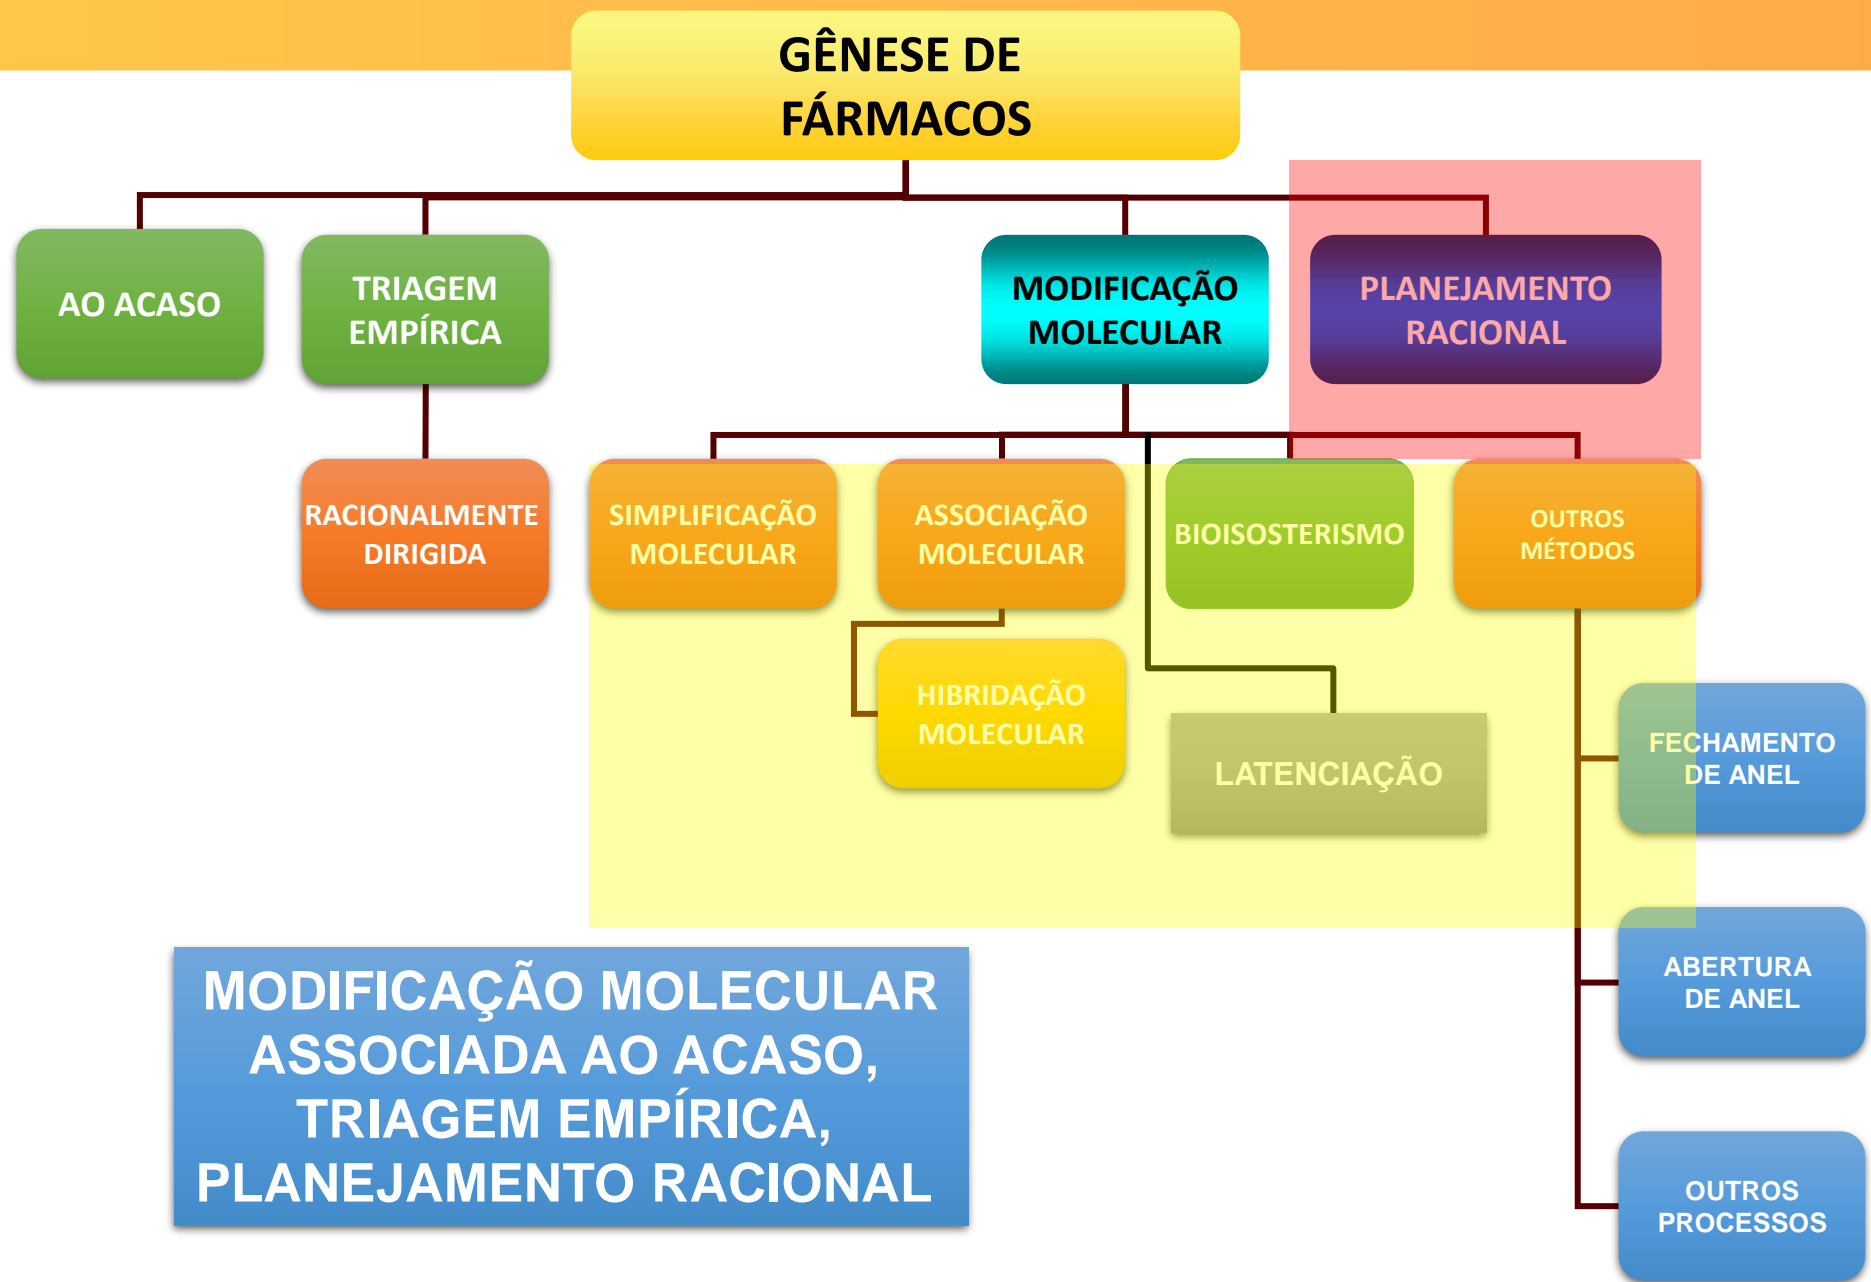 GÊNESE DE
FÁRMACOS
AO ACASO
TRIAGEM
EMPÍRICA
MODIFICAÇÃO
MOLECULAR
PLANEJAMENTO
RACIONAL
RACIONALMENTE
DIRIGIDA
SIMPLIFICAÇÃO
MOLECULAR
ASSOCIAÇÃO
MOLECULAR
BIOISOSTERISMO
OUTROS
MÉTODOS
HIBRIDAÇÃO
MOLECULAR
LATENCIAÇÃO
FECHAMENTO
DE ANEL
ABERTURA
DE ANEL
OUTROS
PROCESSOS
MODIFICAÇÃO MOLECULAR
ASSOCIADA AO ACASO,
TRIAGEM EMPÍRICA,
PLANEJAMENTO RACIONAL